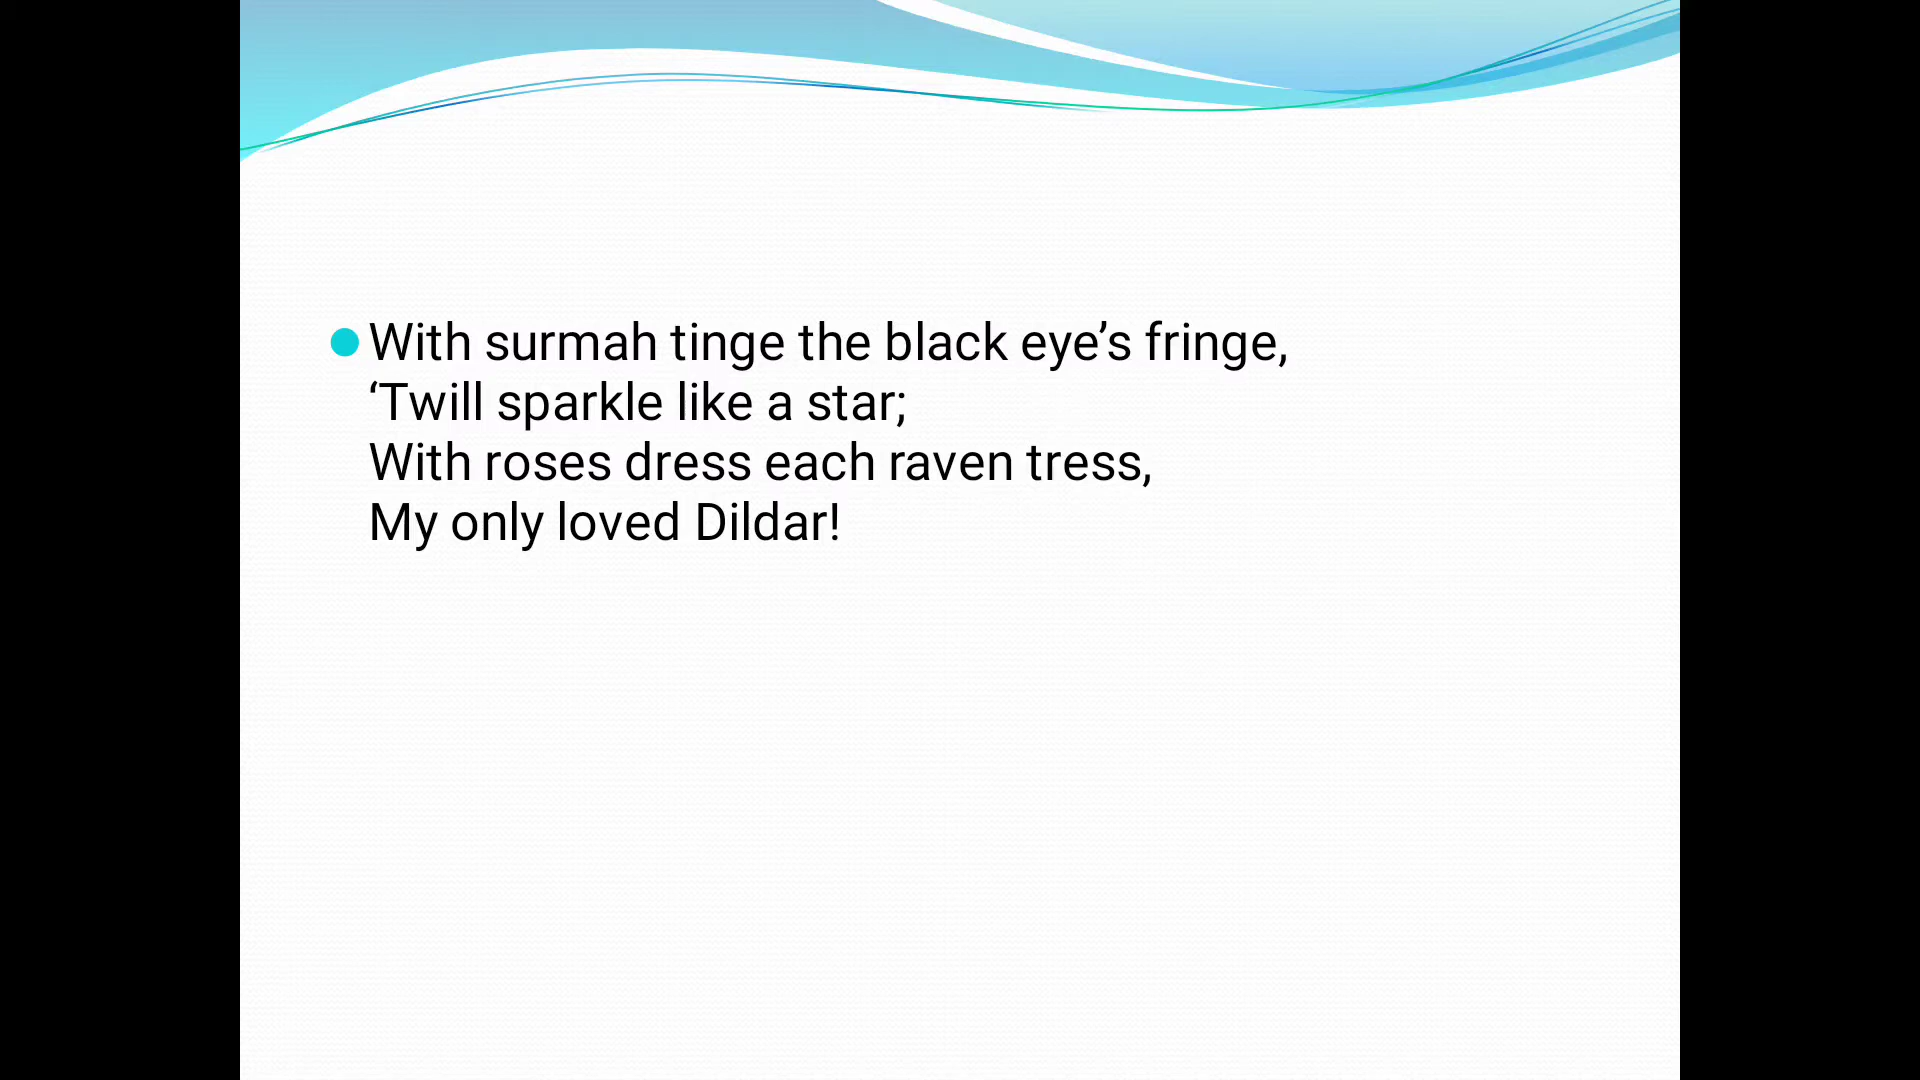 With surmah tinge the black eye’s fringe,
‘Twill sparkle like a star;
With roses dress each raven tress,
My only loved Dildar!